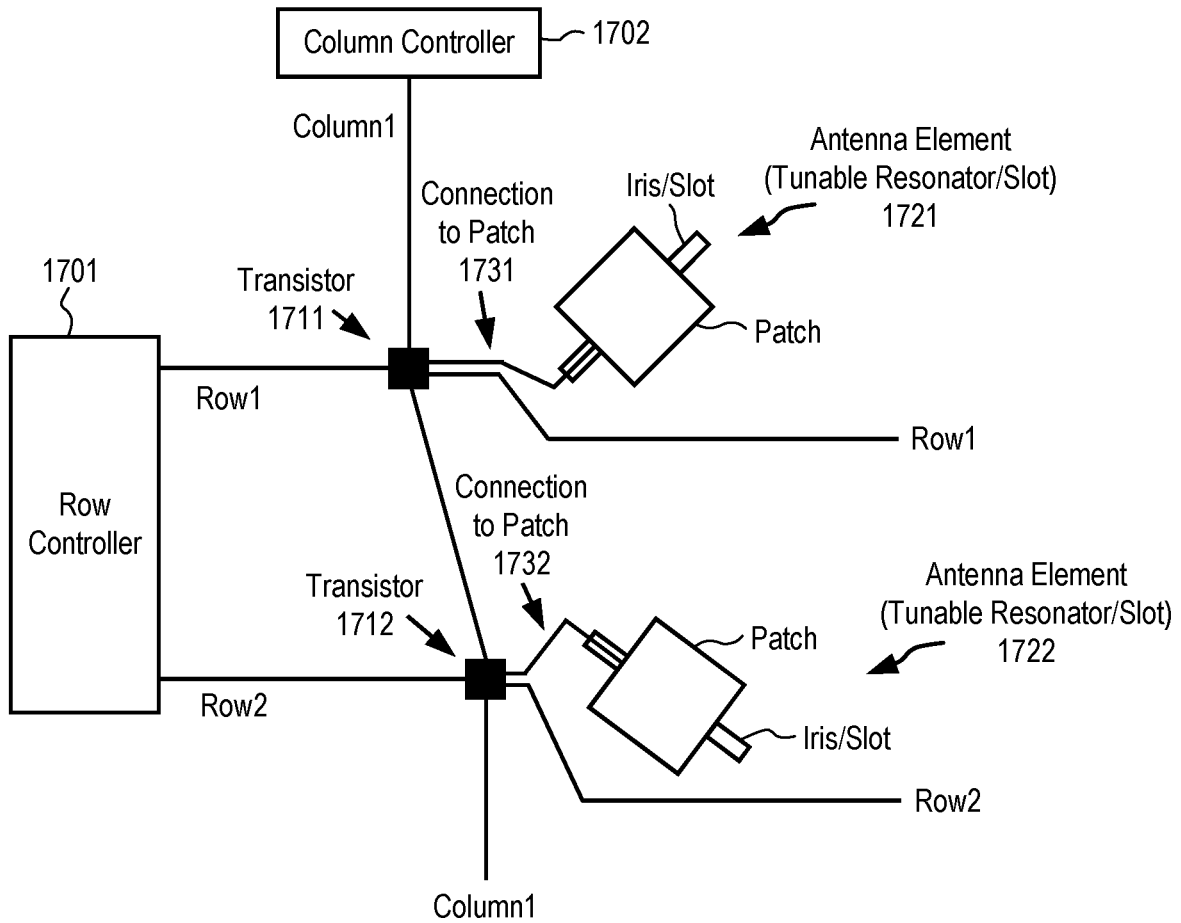 Column Controller
1702
Column1
Antenna Element
(Tunable Resonator/Slot)
1721
Iris/Slot
Connection
to Patch
1731
1701
Transistor
1711
Patch
Row1
Row1
Row
Controller
Connection
to Patch
1732
Transistor
1712
Antenna Element
(Tunable Resonator/Slot)
1722
Patch
Row2
Iris/Slot
Row2
Column1